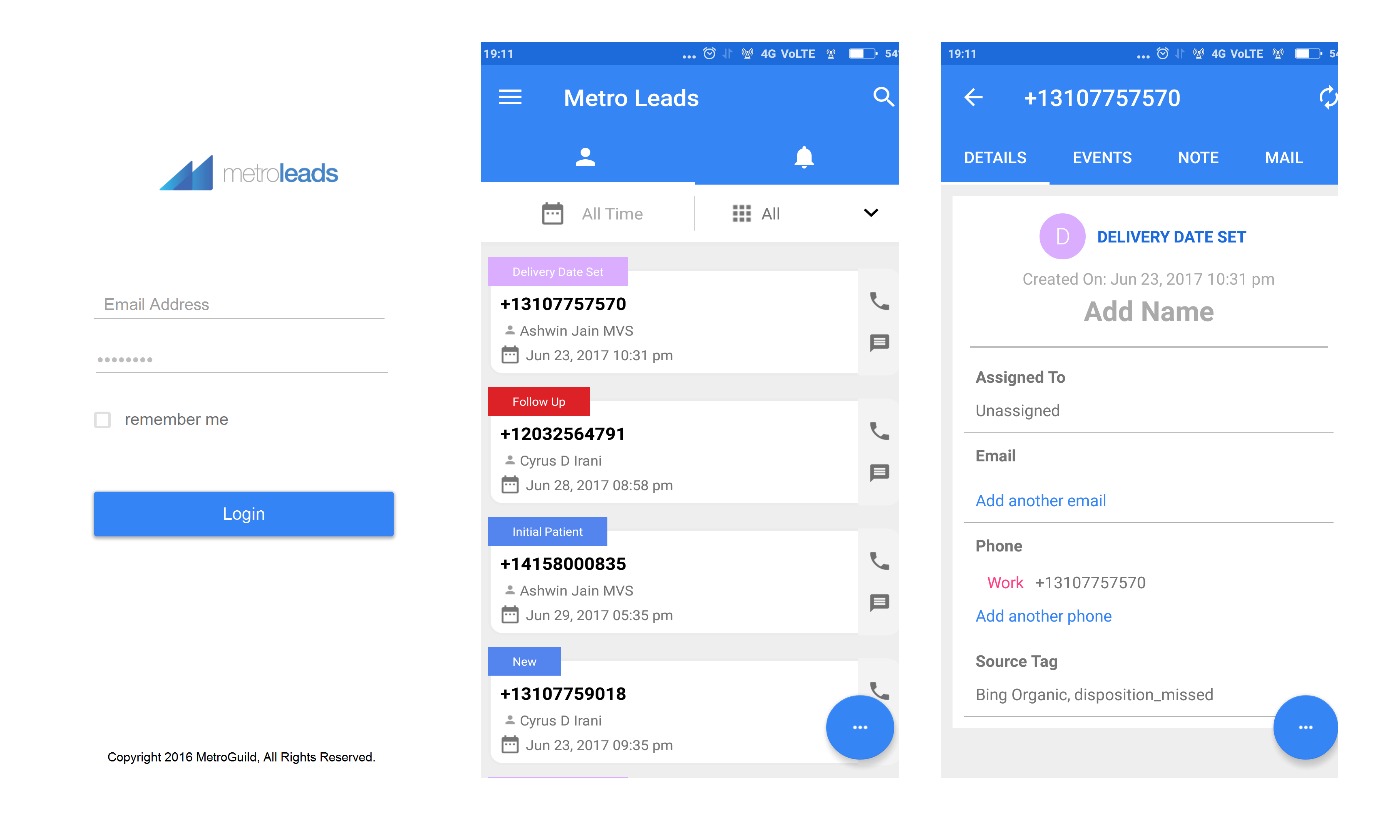 metroleads
Email Address
••••••••
remember me
Login
Copyright 2016 MetroGuild, All Rights Reserved.
19:11
... 4G VoLTE 54
Metro Leads
All Time
All
Delivery Date Set
+13107757570
Ashwin Jain MVS
Jun 23, 2017 10:31 pm
Follow Up
+12032564791
Cyrus D Irani
Jun 28, 2017 08:58 pm
Initial Patient
+14158000835
Ashwin Jain MVS
Jun 29, 2017 05:35 pm
New
+13107759018
Cyrus D Irani
Jun 23, 2017 09:35 pm
...
19:11
... 4G VoLTE 54
+13107757570
DETAILS EVENTS NOTE MAIL
D DELIVERY DATE SET
Created On: Jun 23, 2017 10:31 pm
Add Name
Assigned To
Unassigned
Email
Add another email
Phone
Work +13107757570
Add another phone
Source Tag
Bing Organic, disposition_missed
...